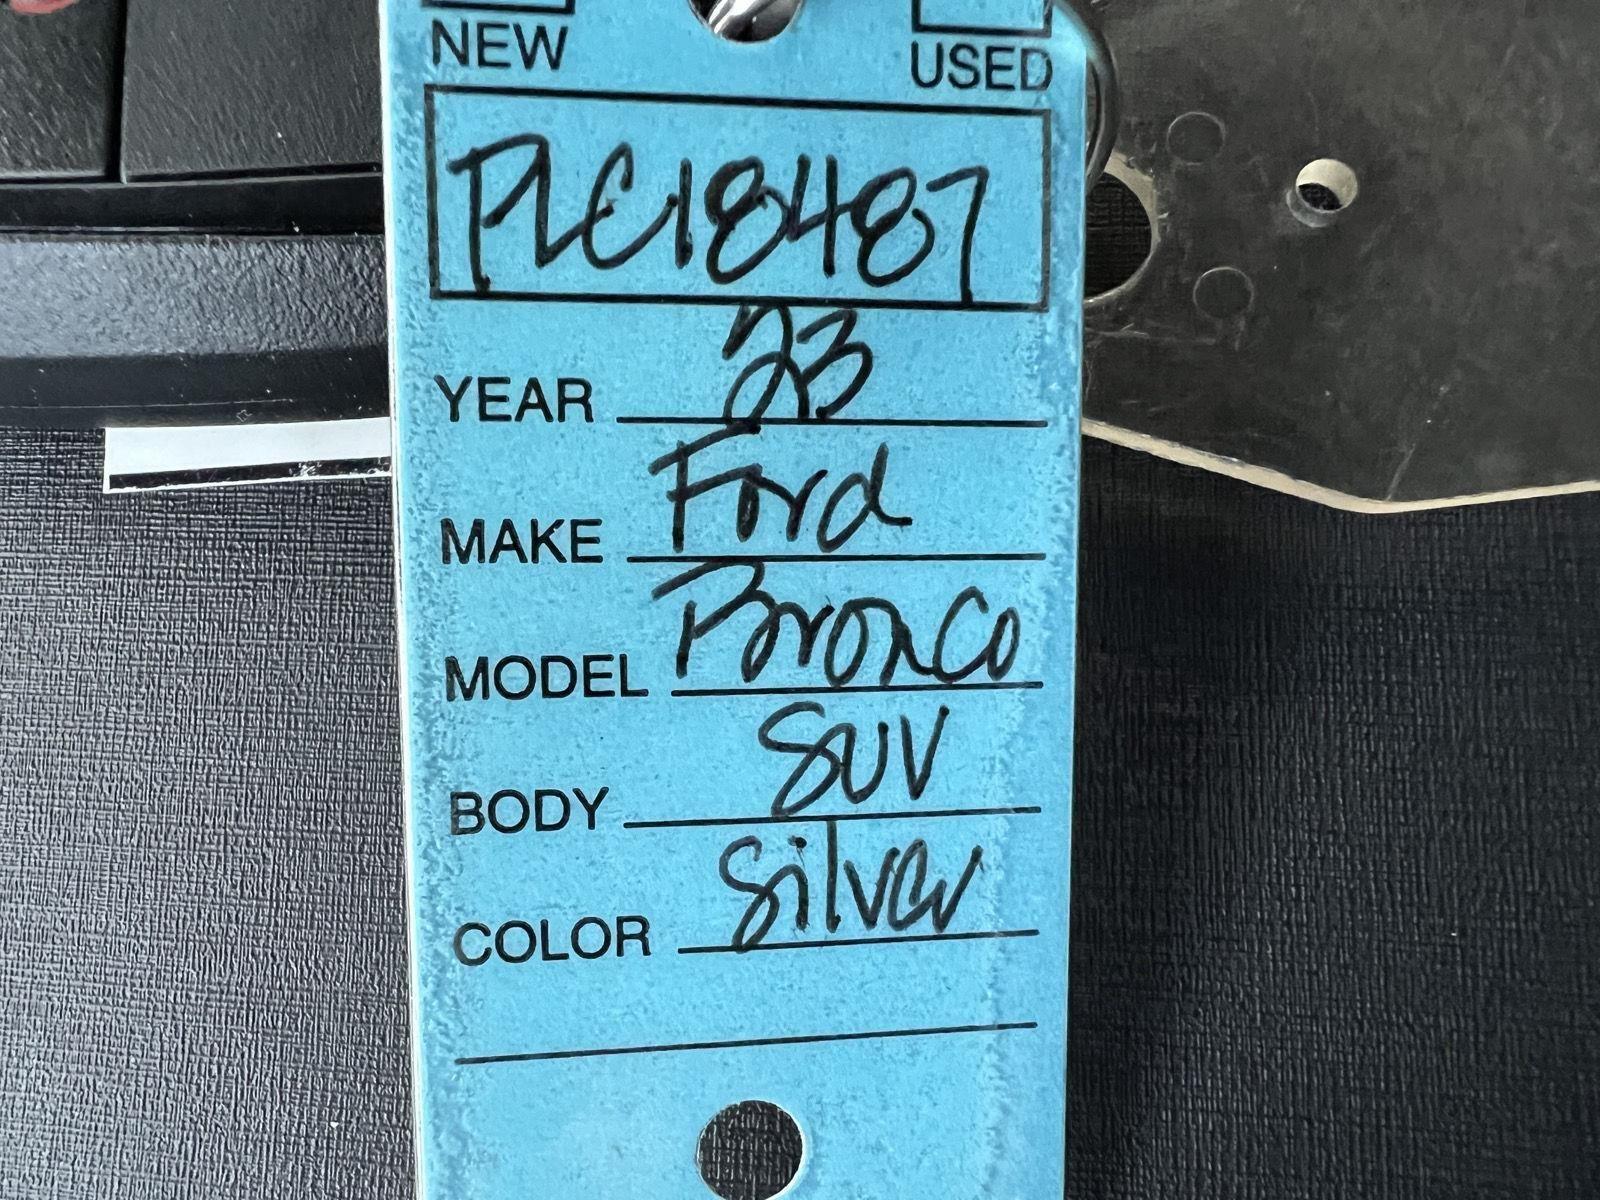 NEW USED
PLC18487
YEAR 23
MAKE Ford
MODEL Bronco
BODY SUV
COLOR Silver